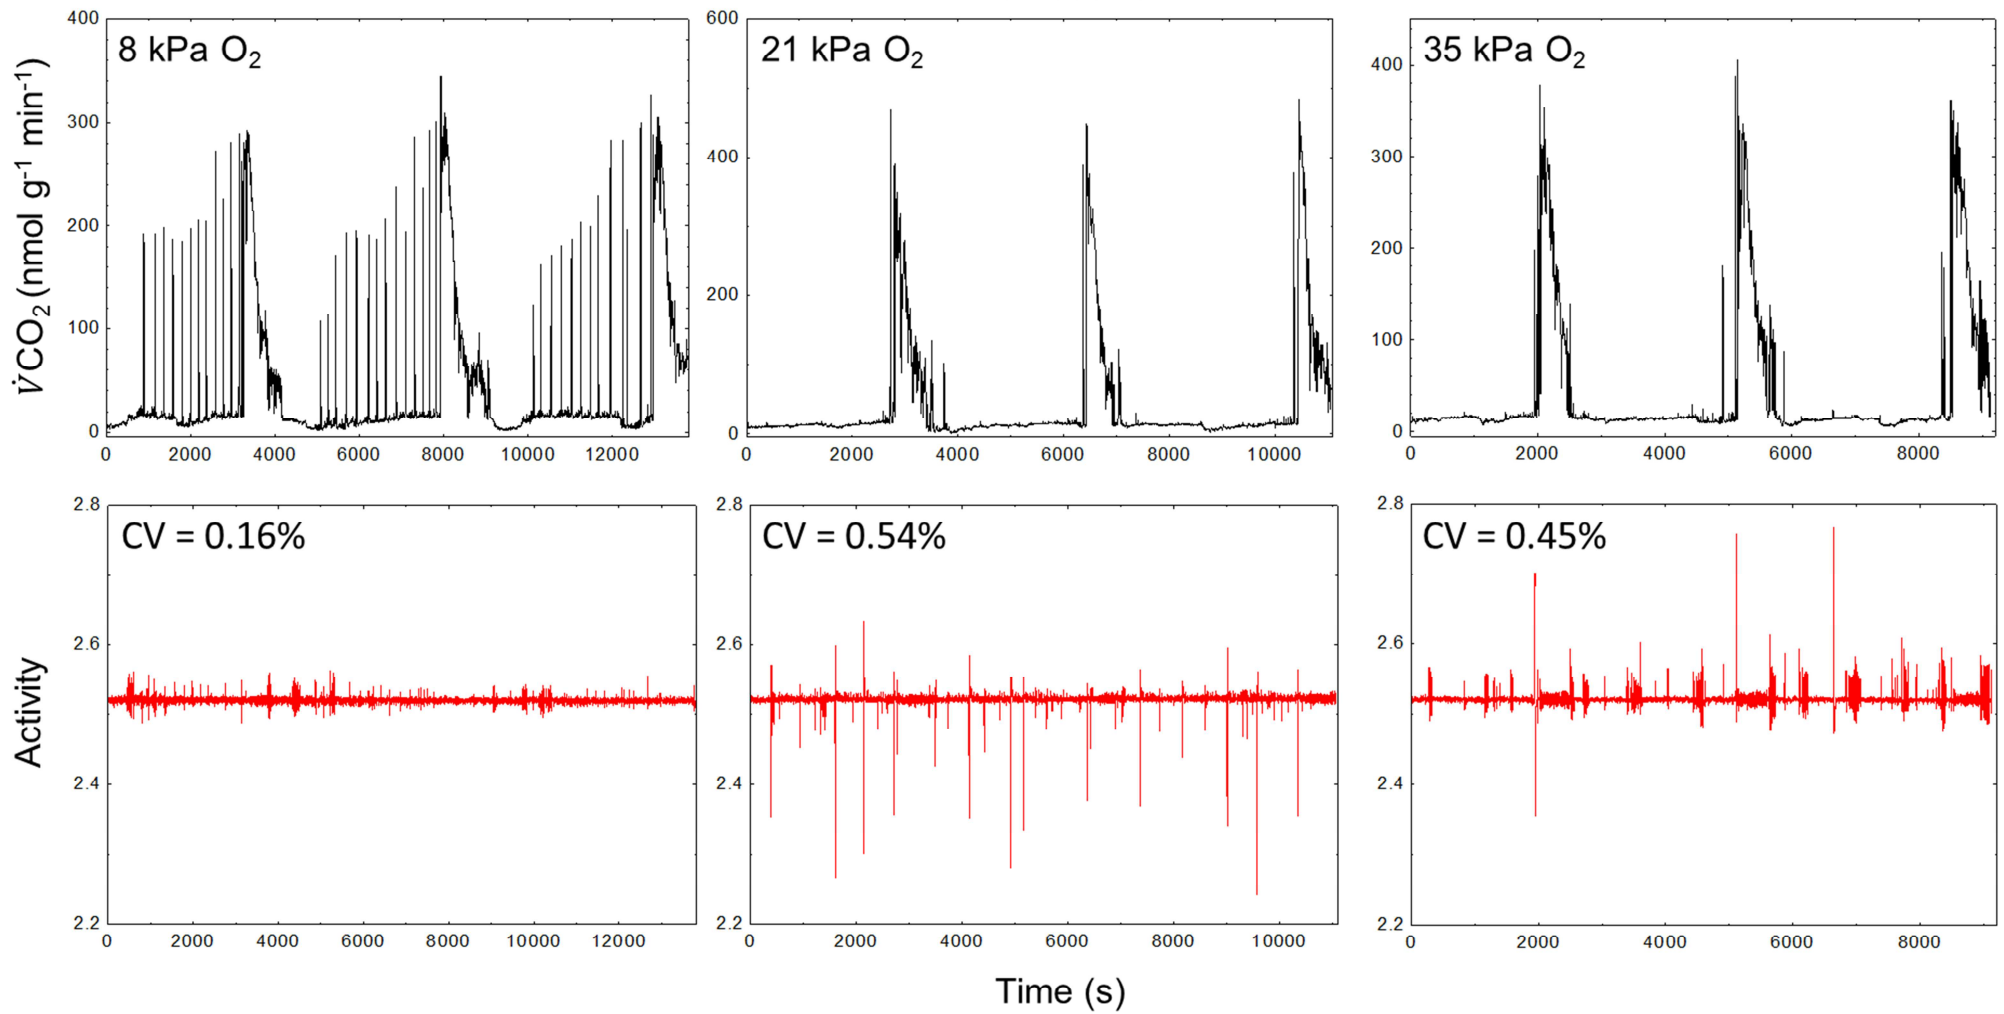 8 kPa O₂
21 kPa O₂
35 kPa O₂
V̇CO₂ (nmol g⁻¹ min⁻¹)
400
300
200
100
0
0 2000 4000 6000 8000 10000 12000
600
400
200
0
0 2000 4000 6000 8000 10000
400
300
200
100
0
0 2000 4000 6000 8000
CV = 0.16%
CV = 0.54%
CV = 0.45%
Activity
2.8
2.6
2.4
2.2
0 2000 4000 6000 8000 10000 12000
2.8
2.6
2.4
2.2
0 2000 4000 6000 8000 10000
2.8
2.6
2.4
2.2
0 2000 4000 6000 8000
Time (s)